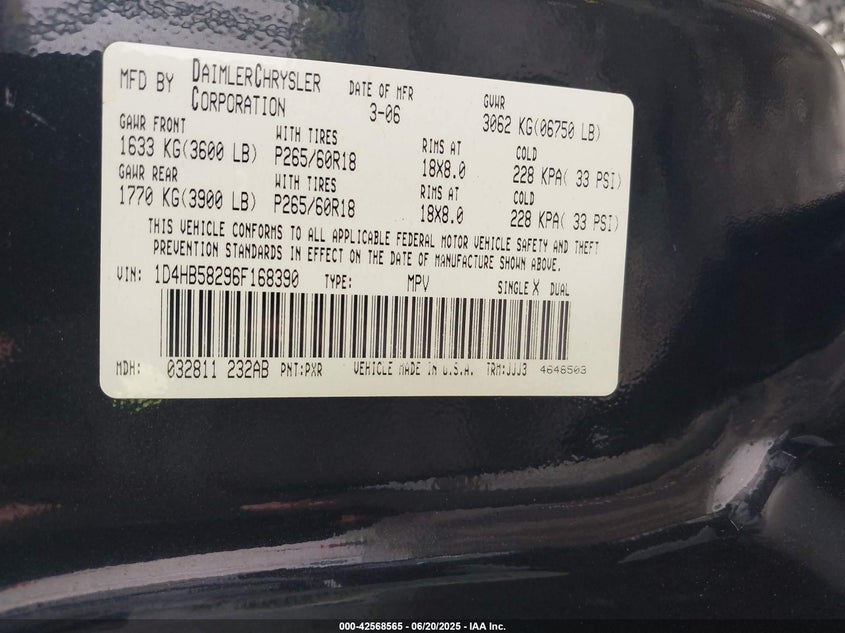 MFD BY DAIMLERCHRYSLER CORPORATION DATE OF MFR 3-06 GVWR 3062 KG(06750 LB)
GAWR FRONT WITH TIRES RIMS AT COLD
1633 KG(3600 LB) P265/60R18 18X8.0 228 KPA( 33 PSI)
GAWR REAR WITH TIRES RIMS AT COLD
1770 KG(3900 LB) P265/60R18 18X8.0 228 KPA( 33 PSI)
THIS VEHICLE CONFORMS TO ALL APPLICABLE FEDERAL MOTOR VEHICLE SAFETY AND THEFT
PREVENTION STANDARDS IN EFFECT ON THE DATE OF MANUFACTURE SHOWN ABOVE.
VIN: 1D4HB58296F168390 TYPE: MPV SINGLE X DUAL
MDH: 032811 232AB PNT:PXR VEHICLE MADE IN U.S.A. TRM:JJJ3 4648503
000-42568565 - 06/20/2025 - IAA Inc.